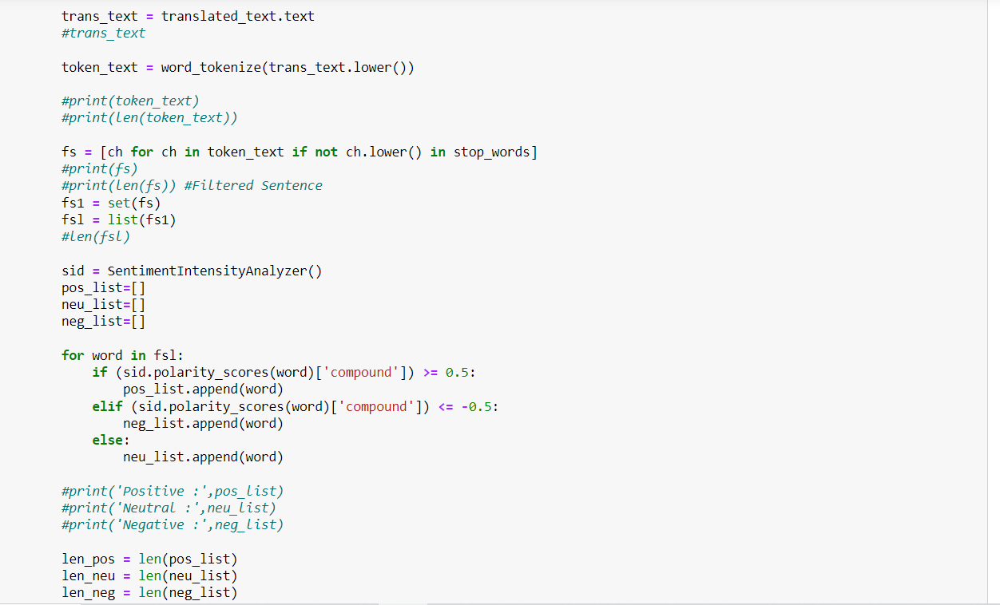 trans_text = translated_text.text
#trans_text
token_text = word_tokenize(trans_text.lower())
#print(token_text)
#print(len(token_text))
fs = [ch for ch in token_text if not ch.lower() in stop_words]
#print(fs)
#print(len(fs)) #Filtered Sentence
fs1 = set(fs)
fsl = list(fs1)
#len(fsl)
sid = SentimentIntensityAnalyzer()
pos_list=[]
neu_list=[]
neg_list=[]
for word in fsl:
    if (sid.polarity_scores(word)['compound']) >= 0.5:
        pos_list.append(word)
    elif (sid.polarity_scores(word)['compound']) <= -0.5:
        neg_list.append(word)
    else:
        neu_list.append(word)
#print('Positive :',pos_list)
#print('Neutral :',neu_list)
#print('Negative :',neg_list)
len_pos = len(pos_list)
len_neu = len(neu_list)
len_neg = len(neg_list)